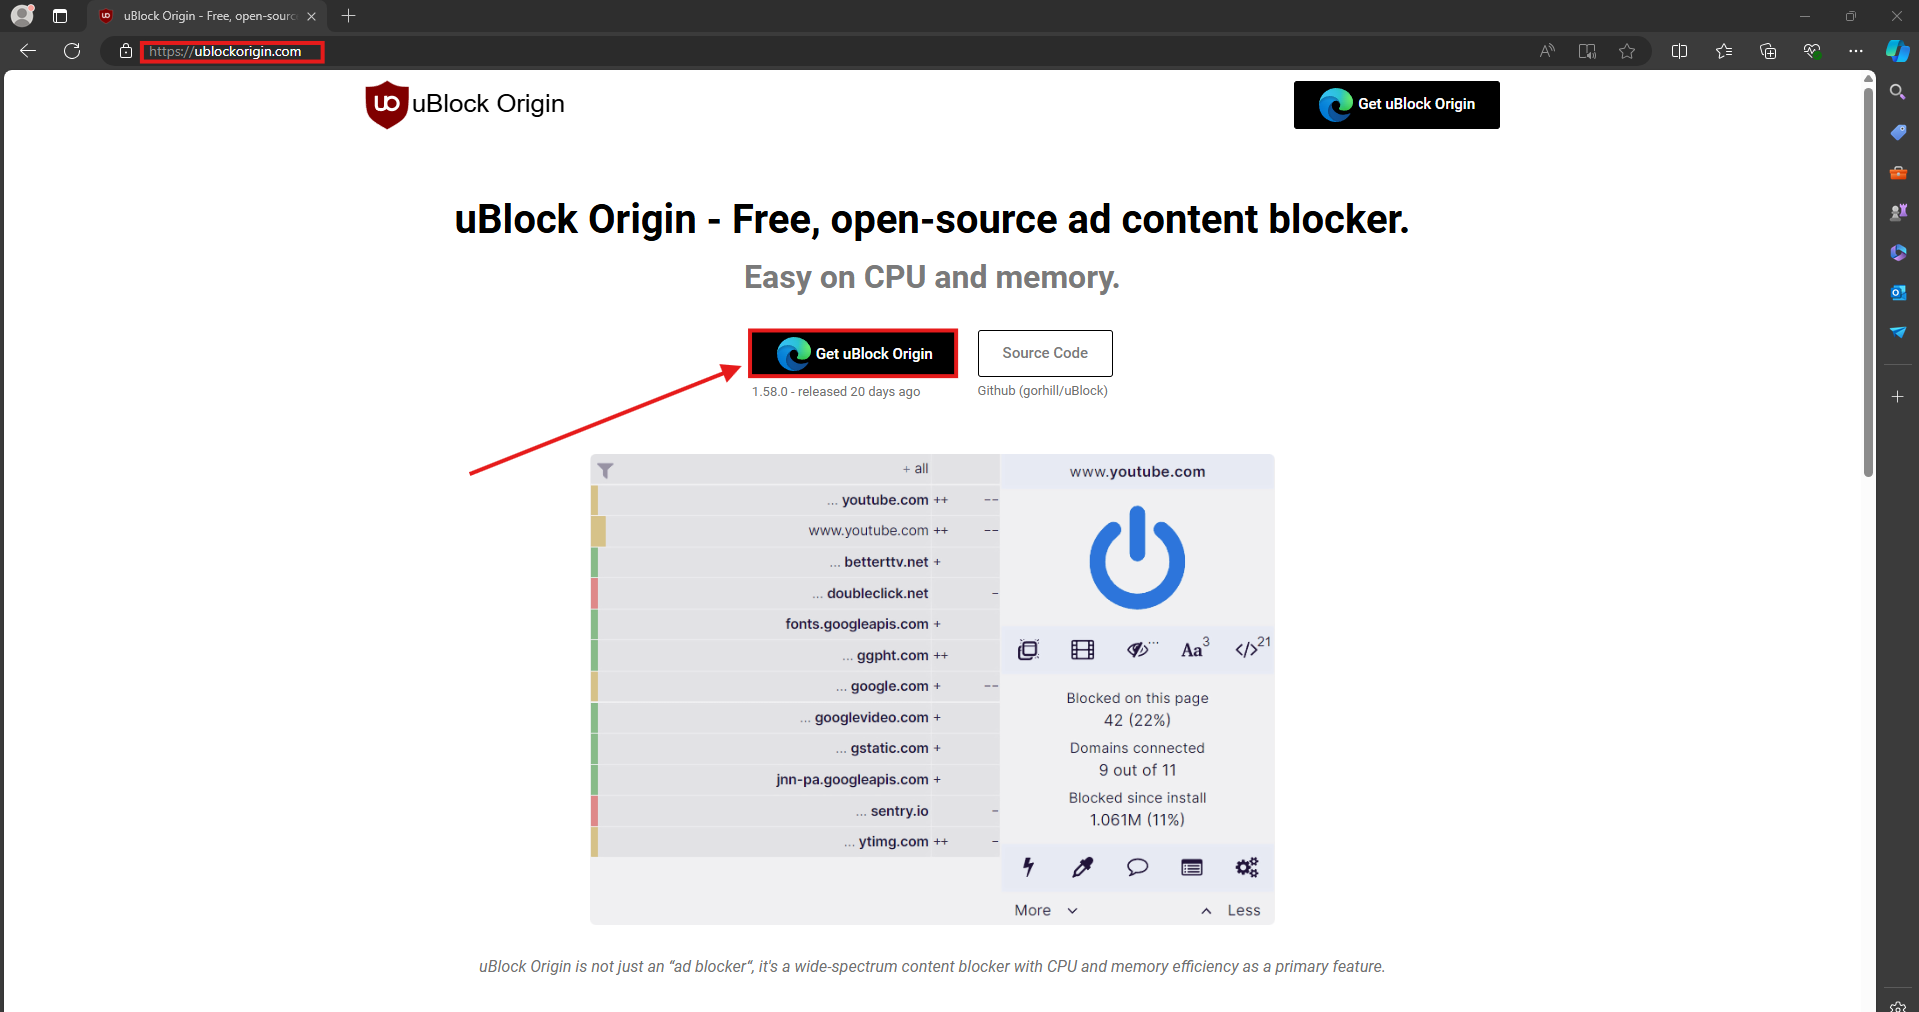 uBlock Origin - Free, open-sourc
https://ublockorigin.com
uBlock Origin
Get uBlock Origin
uBlock Origin - Free, open-source ad content blocker.
Easy on CPU and memory.
Get uBlock Origin
Source Code
1.58.0 - released 20 days ago
Github (gorhill/uBlock)
+ all
www.youtube.com
... youtube.com ++ --
www.youtube.com ++ --
... betterttv.net +
... doubleclick.net -
fonts.googleapis.com +
... ggpht.com ++
... google.com + --
... googlevideo.com +
... gstatic.com +
jnn-pa.googleapis.com +
... sentry.io -
... ytimg.com ++ -
Aa 3
</> 21
Blocked on this page
42 (22%)
Domains connected
9 out of 11
Blocked since install
1.061M (11%)
More
Less
uBlock Origin is not just an “ad blocker“, it's a wide-spectrum content blocker with CPU and memory efficiency as a primary feature.